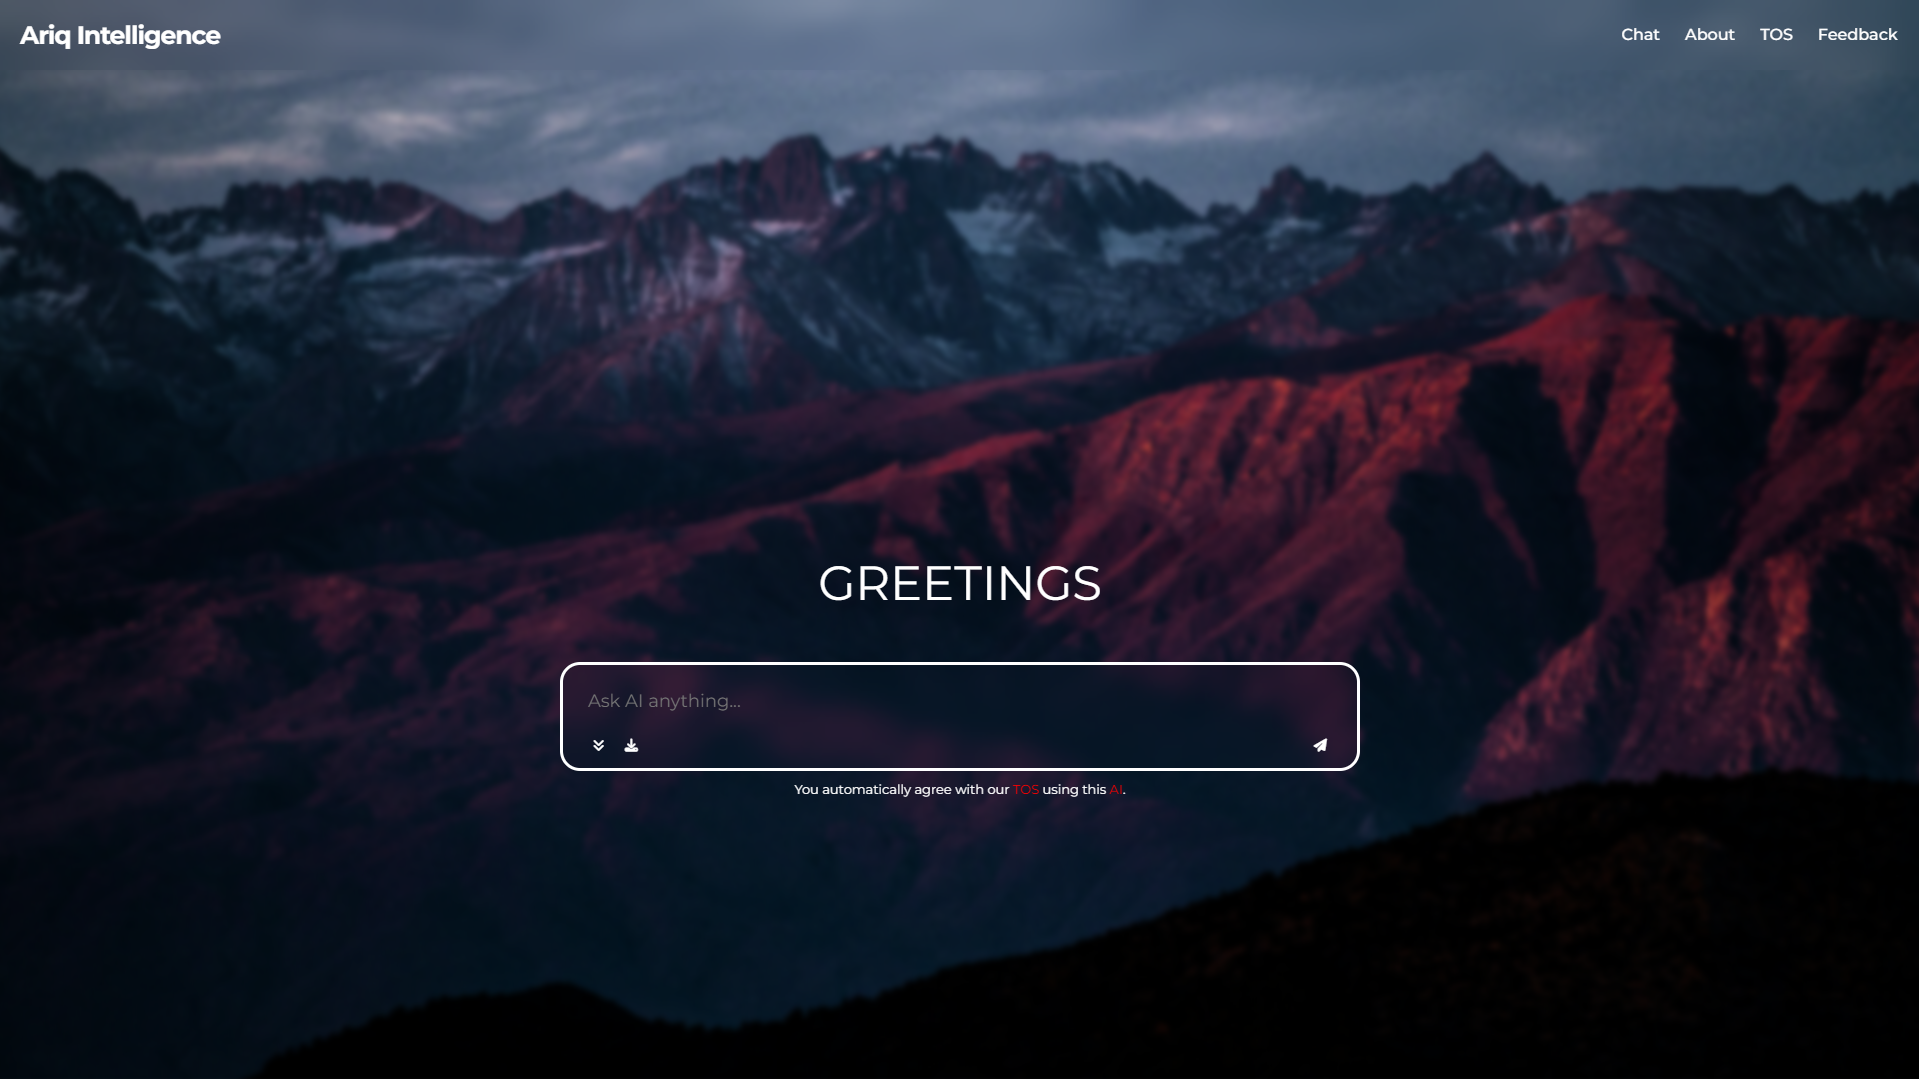 Ariq Intelligence
Chat About TOS Feedback
GREETINGS
Ask AI anything...
You automatically agree with our TOS using this AI.